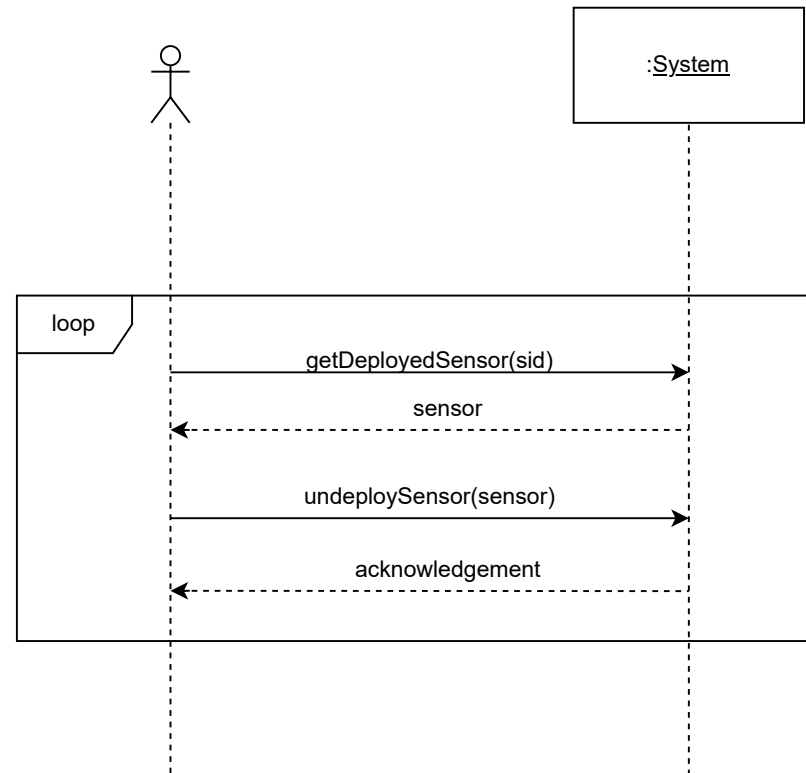 :System
loop
getDeployedSensor(sid)
sensor
undeploySensor(sensor)
acknowledgement